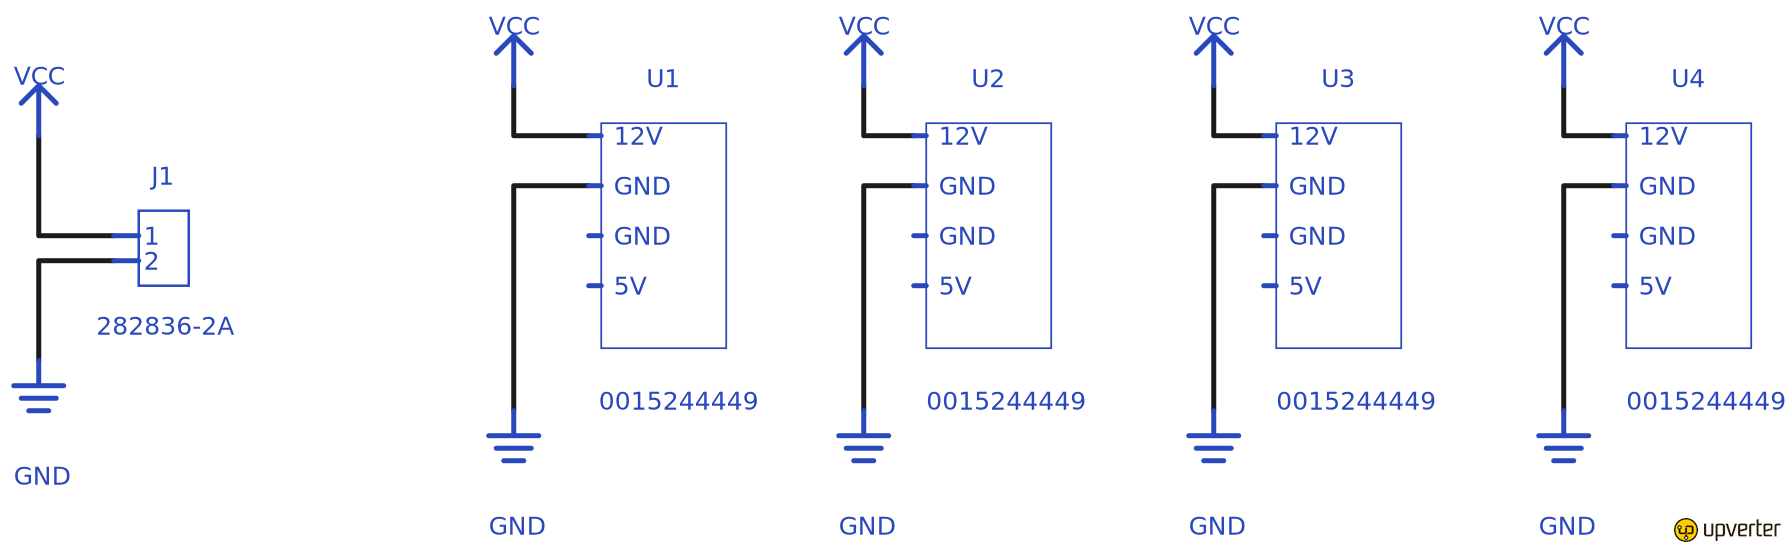 VCC
J1
1
2
282836-2A
GND
VCC
U1
12V
GND
GND
5V
0015244449
GND
VCC
U2
12V
GND
GND
5V
0015244449
GND
VCC
U3
12V
GND
GND
5V
0015244449
GND
VCC
U4
12V
GND
GND
5V
0015244449
GND
upverter